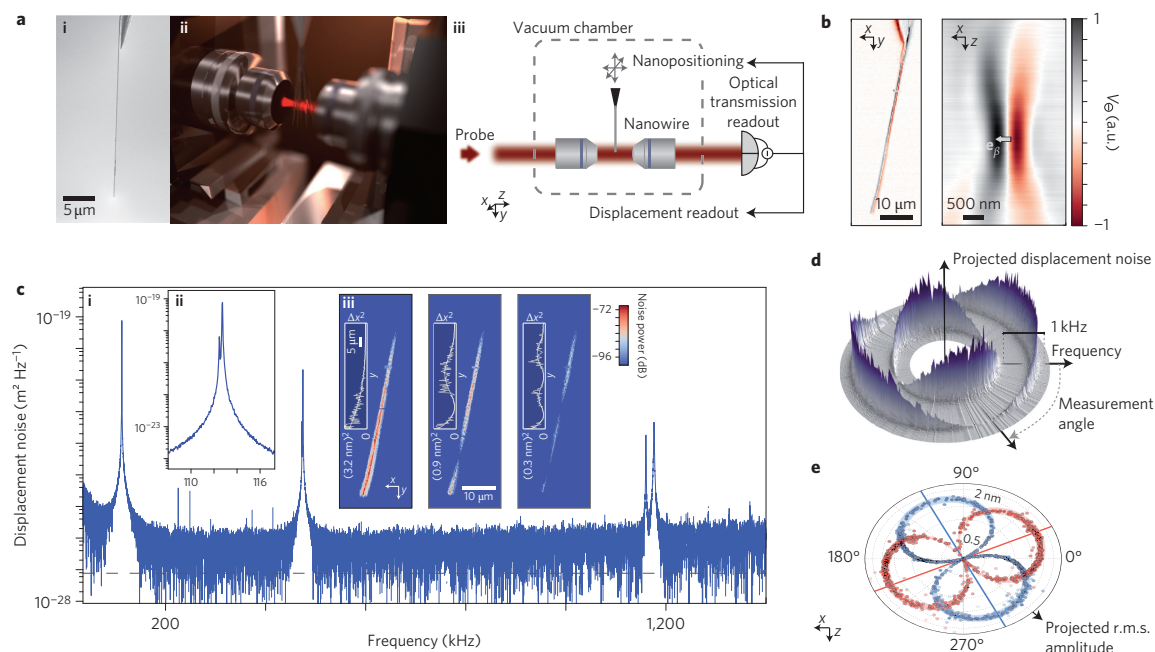 a
i
5 μm
ii
iii
Vacuum chamber
Nanopositioning
Optical
transmission
readout
Nanowire
Probe
x
z
y
Displacement readout
b
x
y
10 μm
x
z
e
β
500 nm
1
V⊖ (a.u.)
−1
c
i
Displacement noise (m² Hz⁻¹)
10⁻¹⁹
10⁻²⁸
200
1,200
Frequency (kHz)
ii
10⁻¹⁹
10⁻²³
110
116
iii
Δx²
5 μm
y
0
(3.2 nm)²
x
y
Δx²
y
0
(0.9 nm)²
10 μm
Δx²
y
0
(0.3 nm)²
−72
−96
Noise power (dB)
d
Projected displacement noise
1 kHz
Frequency
Measurement
angle
e
90°
2 nm
0.5
180°
0°
270°
x
z
Projected r.m.s.
amplitude